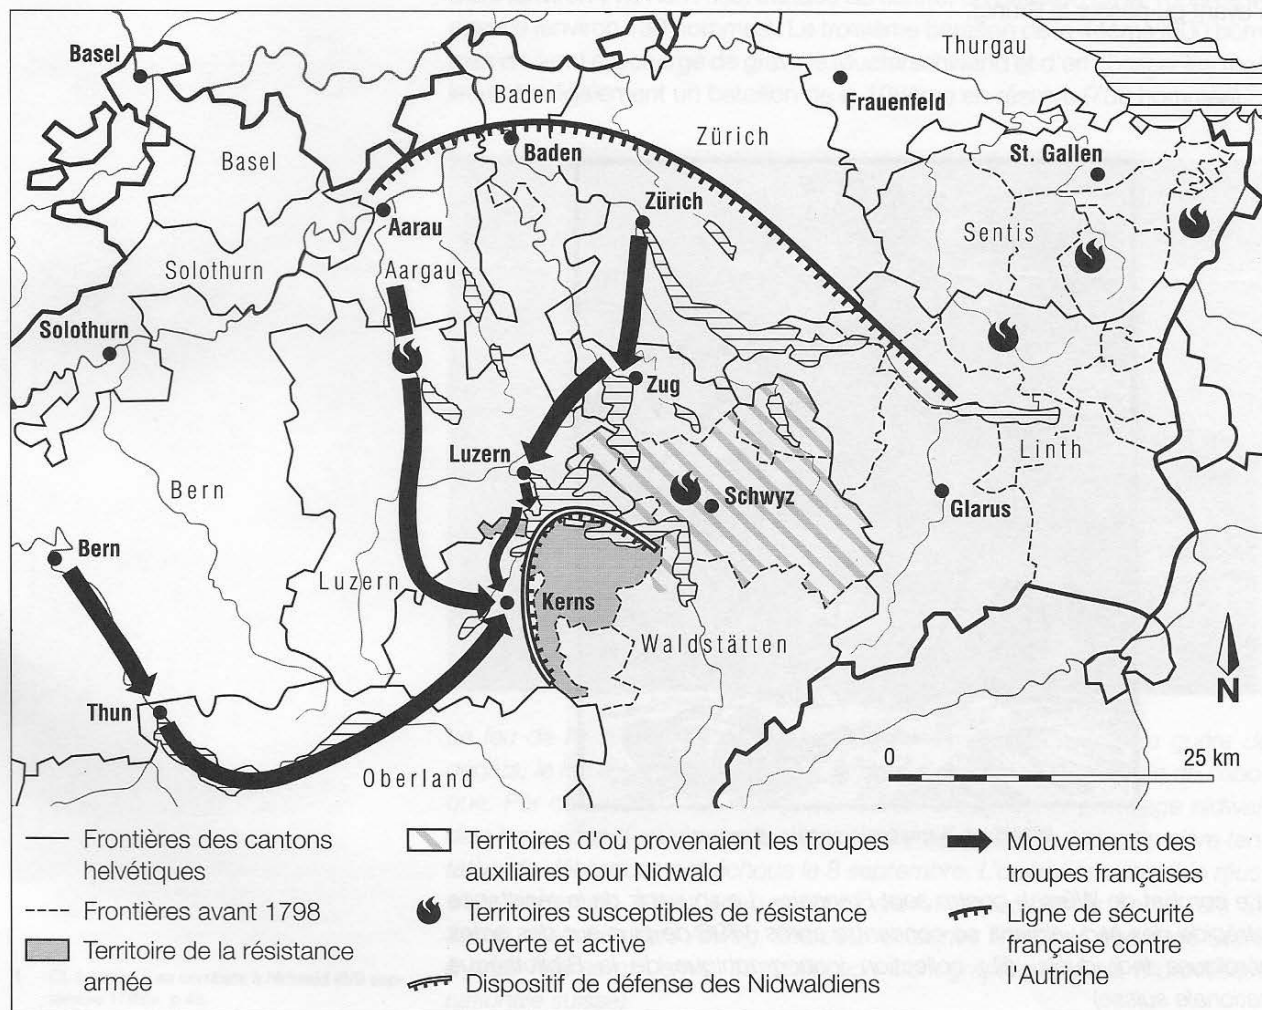 Basel
Thurgau
Baden
Frauenfeld
Zürich
Basel
Baden
St. Gallen
Zürich
Aarau
Sentis
Solothurn
Aargau
Solothurn
Zug
Luzern
Linth
Bern
Schwyz
Glarus
Bern
Luzern
Kerns
Waldstätten
N
Thun
Oberland
0 25 km
Frontières des cantons
helvétiques
Frontières avant 1798
Territoire de la résistance
armée
Territoires d'où provenaient les troupes
auxiliaires pour Nidwald
Territoires susceptibles de résistance
ouverte et active
Dispositif de défense des Nidwaldiens
Mouvements des
troupes françaises
Ligne de sécurité
française contre
l'Autriche